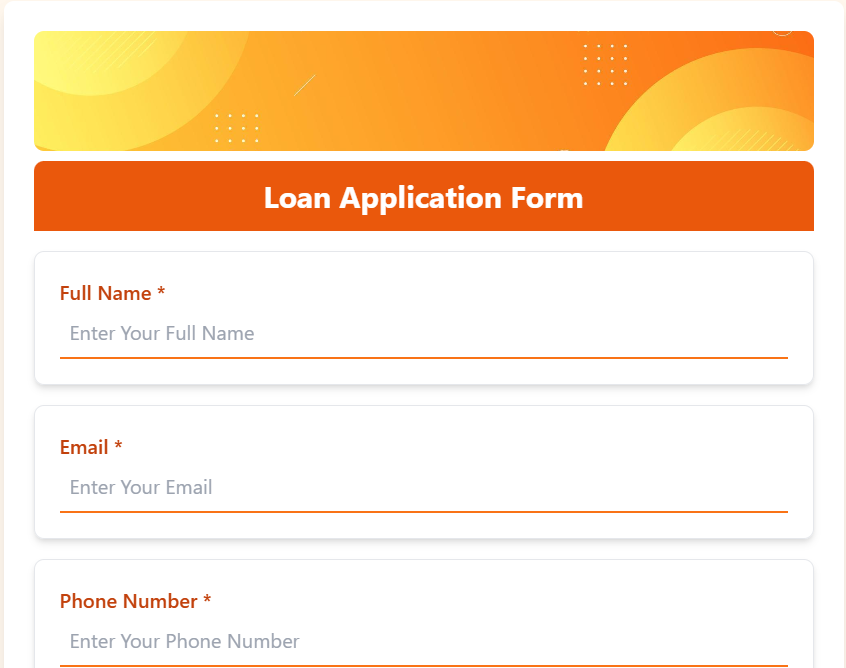 Loan Application Form
Full Name *
Enter Your Full Name
Email *
Enter Your Email
Phone Number *
Enter Your Phone Number